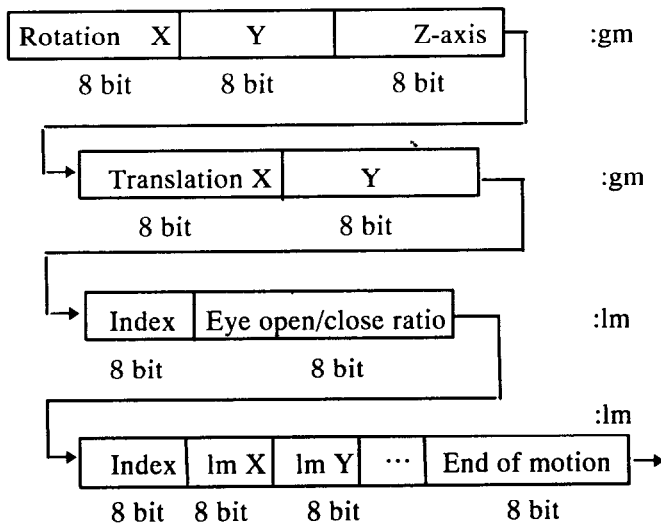 Rotation X Y Z-axis :gm
8 bit 8 bit 8 bit
Translation X Y :gm
8 bit 8 bit
Index Eye open/close ratio :lm
8 bit 8 bit
:lm
Index lm X lm Y ... End of motion
8 bit 8 bit 8 bit 8 bit